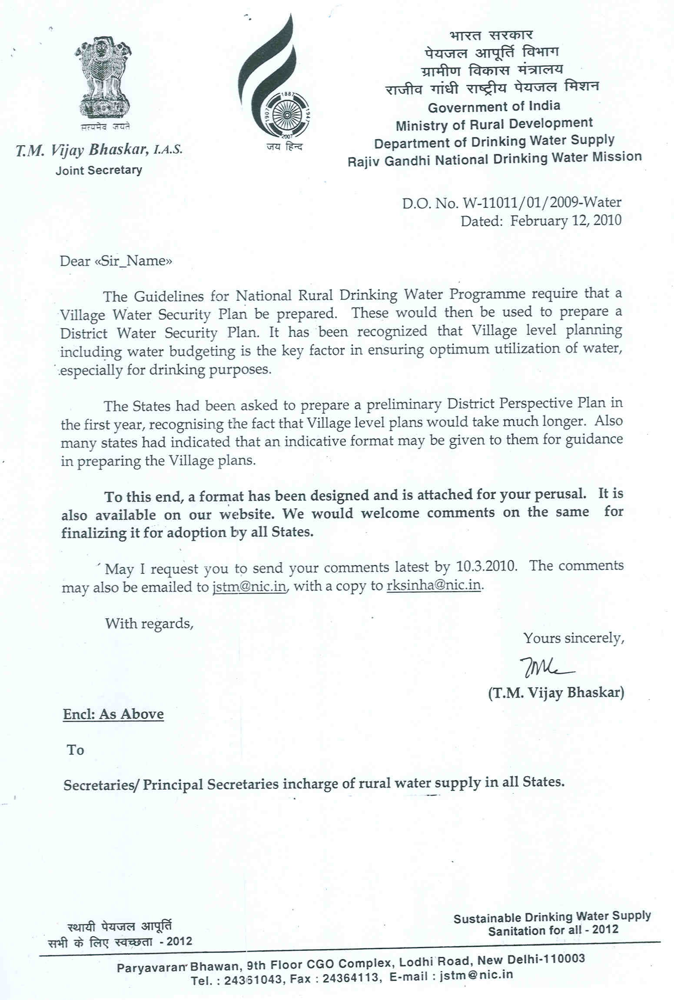 सत्यमेव जयते
T.M. Vijay Bhaskar, I.A.S.
Joint Secretary
1887
1907
1947
2007
जय हिन्द
भारत सरकार
पेयजल आपूर्ति विभाग
ग्रामीण विकास मंत्रालय
राजीव गांधी राष्ट्रीय पेयजल मिशन
Government of India
Ministry of Rural Development
Department of Drinking Water Supply
Rajiv Gandhi National Drinking Water Mission
D.O. No. W-11011/01/2009-Water
Dated: February 12, 2010
Dear «Sir_Name»
The Guidelines for National Rural Drinking Water Programme require that a
Village Water Security Plan be prepared. These would then be used to prepare a
District Water Security Plan. It has been recognized that Village level planning
including water budgeting is the key factor in ensuring optimum utilization of water,
especially for drinking purposes.
The States had been asked to prepare a preliminary District Perspective Plan in
the first year, recognising the fact that Village level plans would take much longer. Also
many states had indicated that an indicative format may be given to them for guidance
in preparing the Village plans.
To this end, a format has been designed and is attached for your perusal. It is
also available on our website. We would welcome comments on the same for
finalizing it for adoption by all States.
May I request you to send your comments latest by 10.3.2010. The comments
may also be emailed to jstm@nic.in, with a copy to rksinha@nic.in.
With regards,
Yours sincerely,
(T.M. Vijay Bhaskar)
Encl: As Above
To
Secretaries/ Principal Secretaries incharge of rural water supply in all States.
स्थायी पेयजल आपूर्ति
सभी के लिए स्वच्छता - 2012
Sustainable Drinking Water Supply
Sanitation for all - 2012
Paryavaran Bhawan, 9th Floor CGO Complex, Lodhi Road, New Delhi-110003
Tel. : 24361043, Fax : 24364113, E-mail : jstm@nic.in